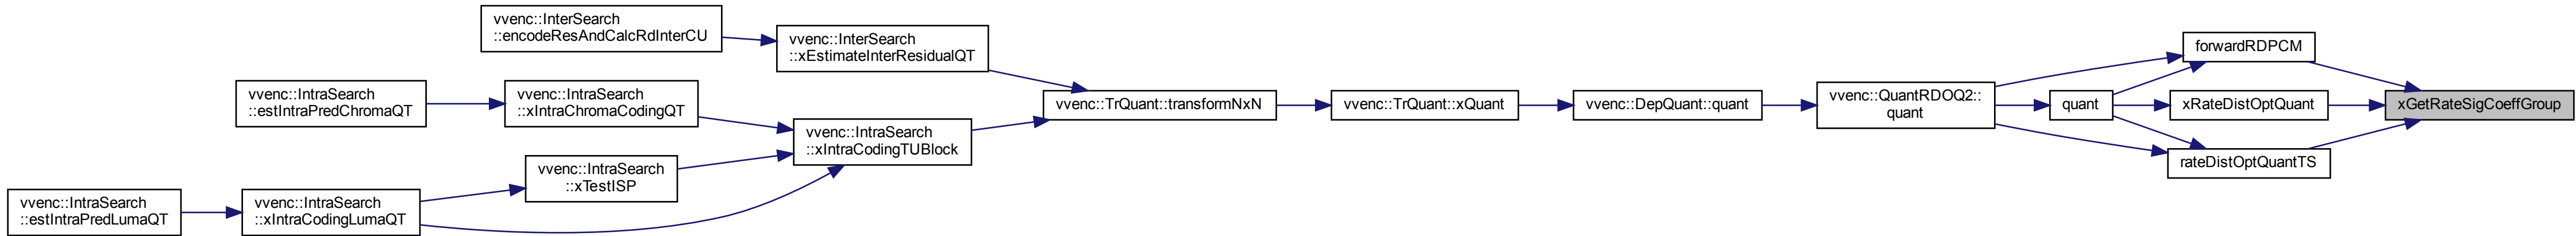 vvenc::InterSearch
::encodeResAndCalcRdInterCU
vvenc::InterSearch
::xEstimateInterResidualQT
forwardRDPCM
vvenc::IntraSearch
::estIntraPredChromaQT
vvenc::IntraSearch
::xIntraChromaCodingQT
vvenc::TrQuant::transformNxN
vvenc::TrQuant::xQuant
vvenc::DepQuant::quant
vvenc::QuantRDOQ2::
quant
quant
xRateDistOptQuant
xGetRateSigCoeffGroup
vvenc::IntraSearch
::xIntraCodingTUBlock
vvenc::IntraSearch
::xTestISP
rateDistOptQuantTS
vvenc::IntraSearch
::estIntraPredLumaQT
vvenc::IntraSearch
::xIntraCodingLumaQT